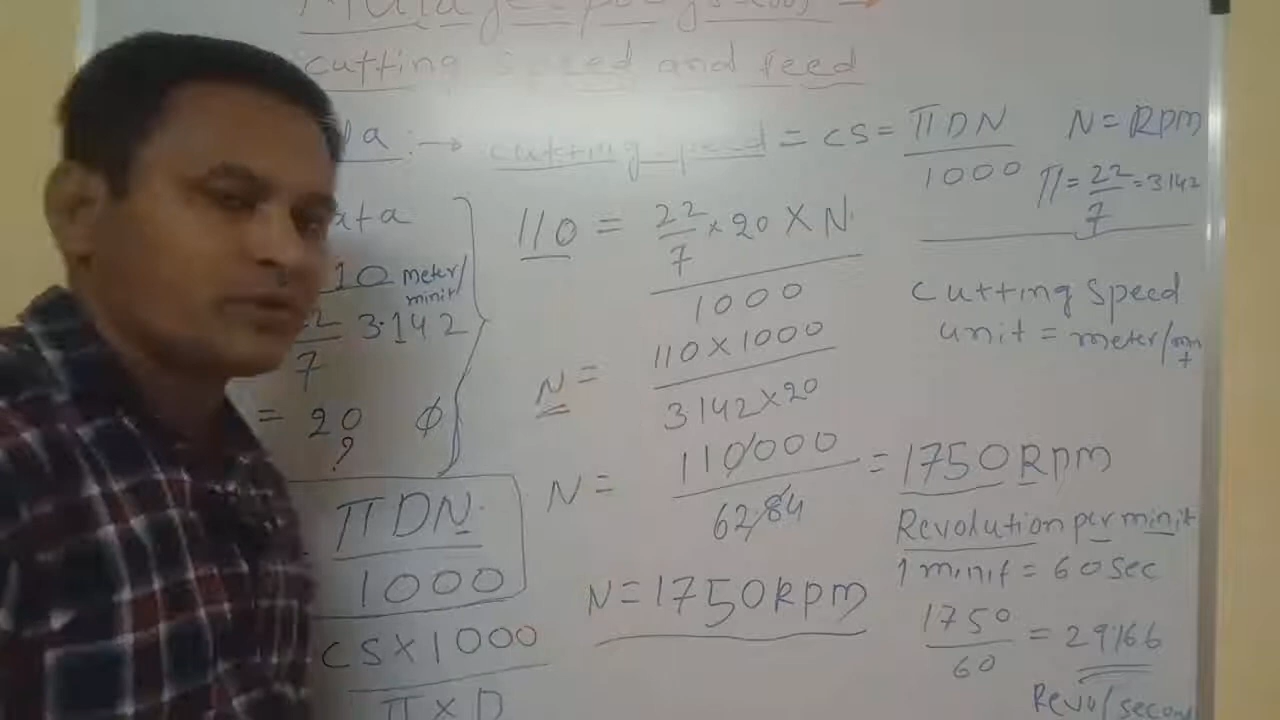 cutting speed and feed
cutting speed = CS = πDN / 1000
N = Rpm
π = 22/7 = 3.142
110 = 22/7 × 20 × N / 1000
10 meter/
minit
7 3.142
= 20 φ
?
N = 110×1000 / 3.142×20
N = 110000 / 62.84 = 1750 Rpm
N = 1750 Rpm
πDN / 1000
CS×1000 / π×D
cutting speed
unit = meter/
Revolution per minit
1 minit = 60 sec
1750 / 60 = 29.166
Revo/second